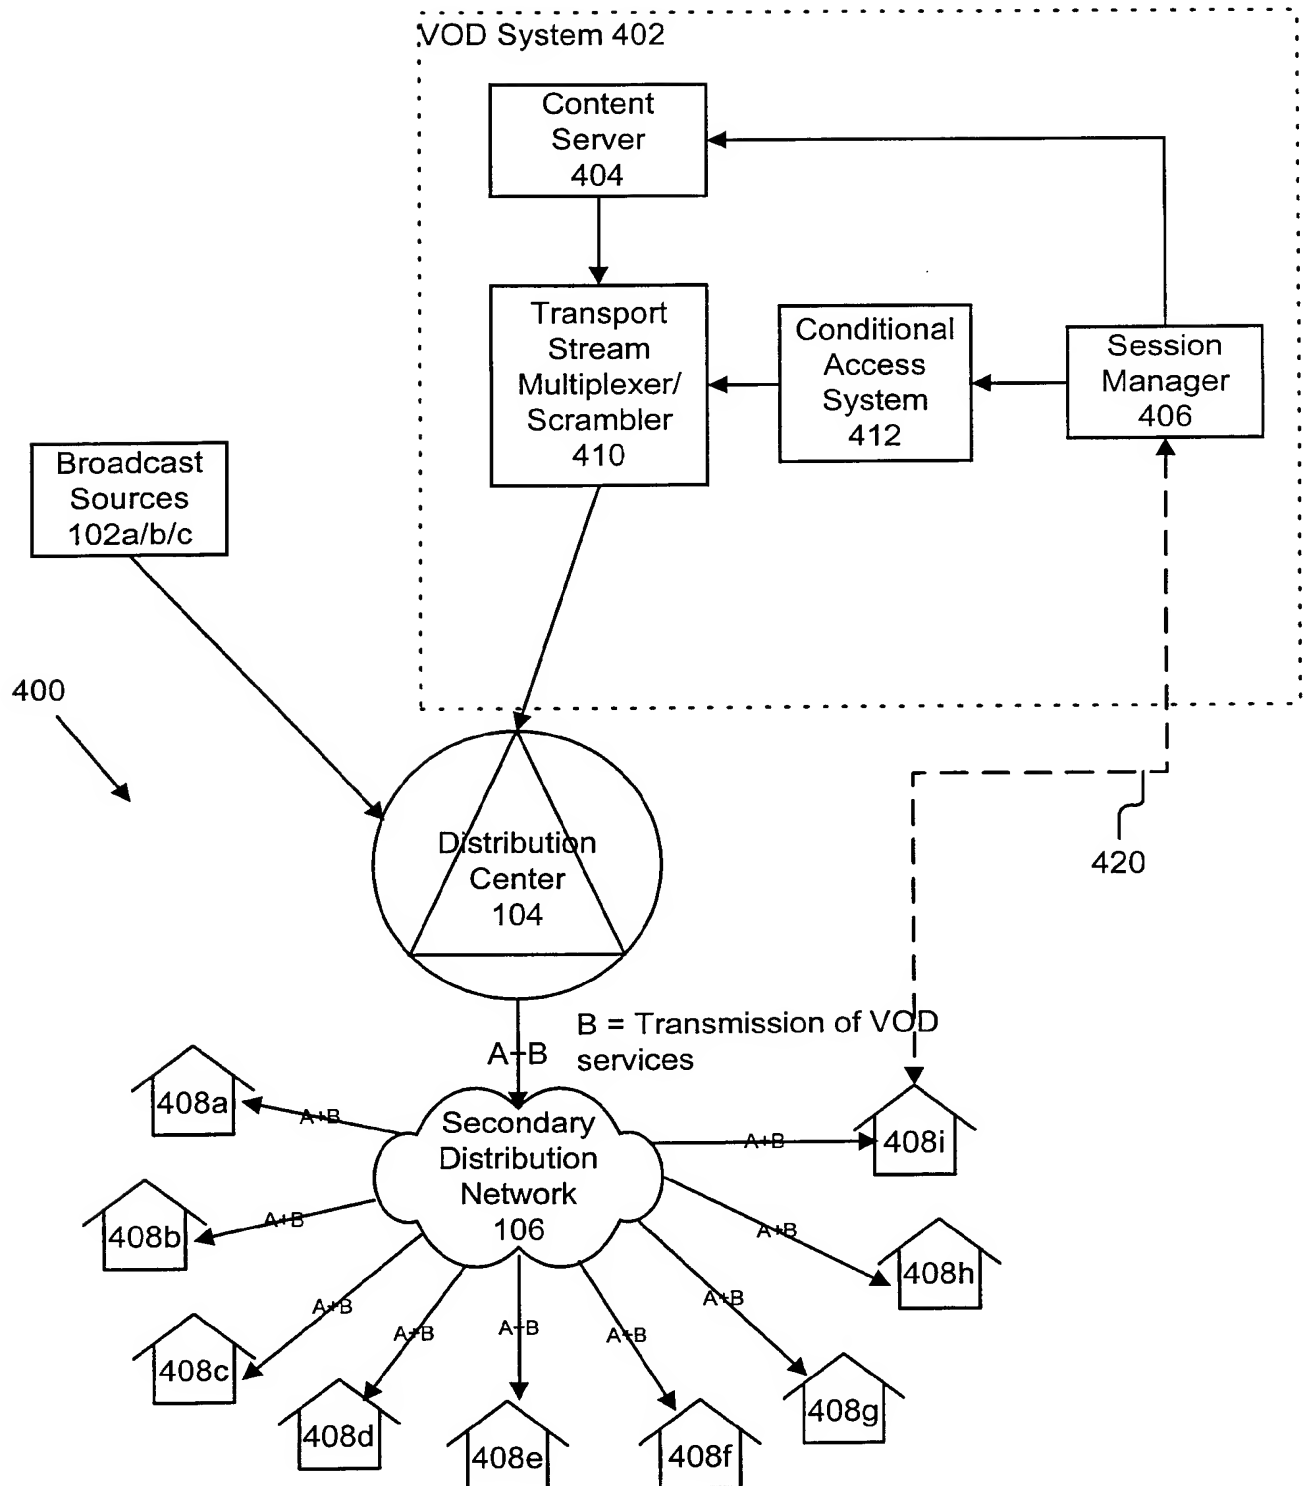 VOD System 402
Content
Server
404
Transport
Stream
Multiplexer/
Scrambler
410
Conditional
Access
System
412
Session
Manager
406
Broadcast
Sources
102a/b/c
400
420
Distribution
Center
104
A+B
B = Transmission of VOD
services
Secondary
Distribution
Network
106
408a
A+B
A+B
408i
408b
A+B
A+B
408h
408c
A+B
A+B
408g
408d
A+B
A+B
408e
A+B
408f